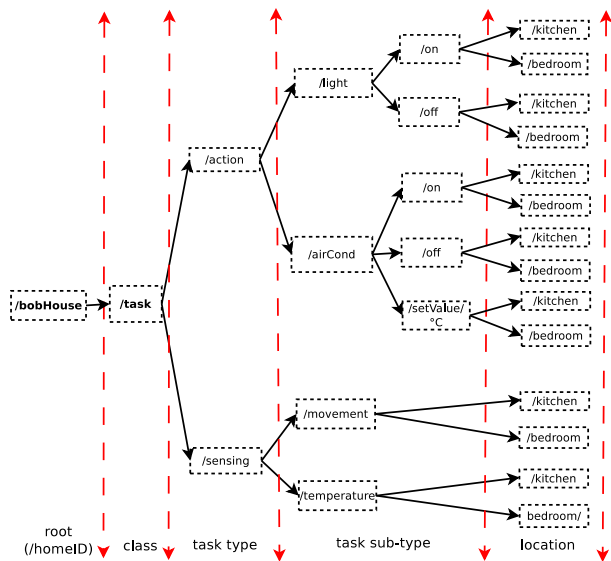 /kitchen
/on
/bedroom
/light
/kitchen
/off
/bedroom
/action
/kitchen
/on
/bedroom
/kitchen
/airCond
/off
/bedroom
/kitchen
/bobHouse
/task
/setValue/
°C
/bedroom
/kitchen
/movement
/bedroom
/sensing
/kitchen
/temperature
bedroom/
root
(/homeID)
class
task type
task sub-type
location